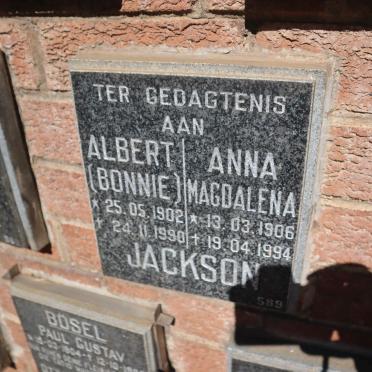 TER GEDAGTENIS
AAN
ALBERT
(BONNIE)
* 25.05.1902
+ 24.11.1990
ANNA
MAGDALENA
* 13.03.1906
+ 19.04.1994
JACKSON
589
BOSEL
PAUL GUSTAV